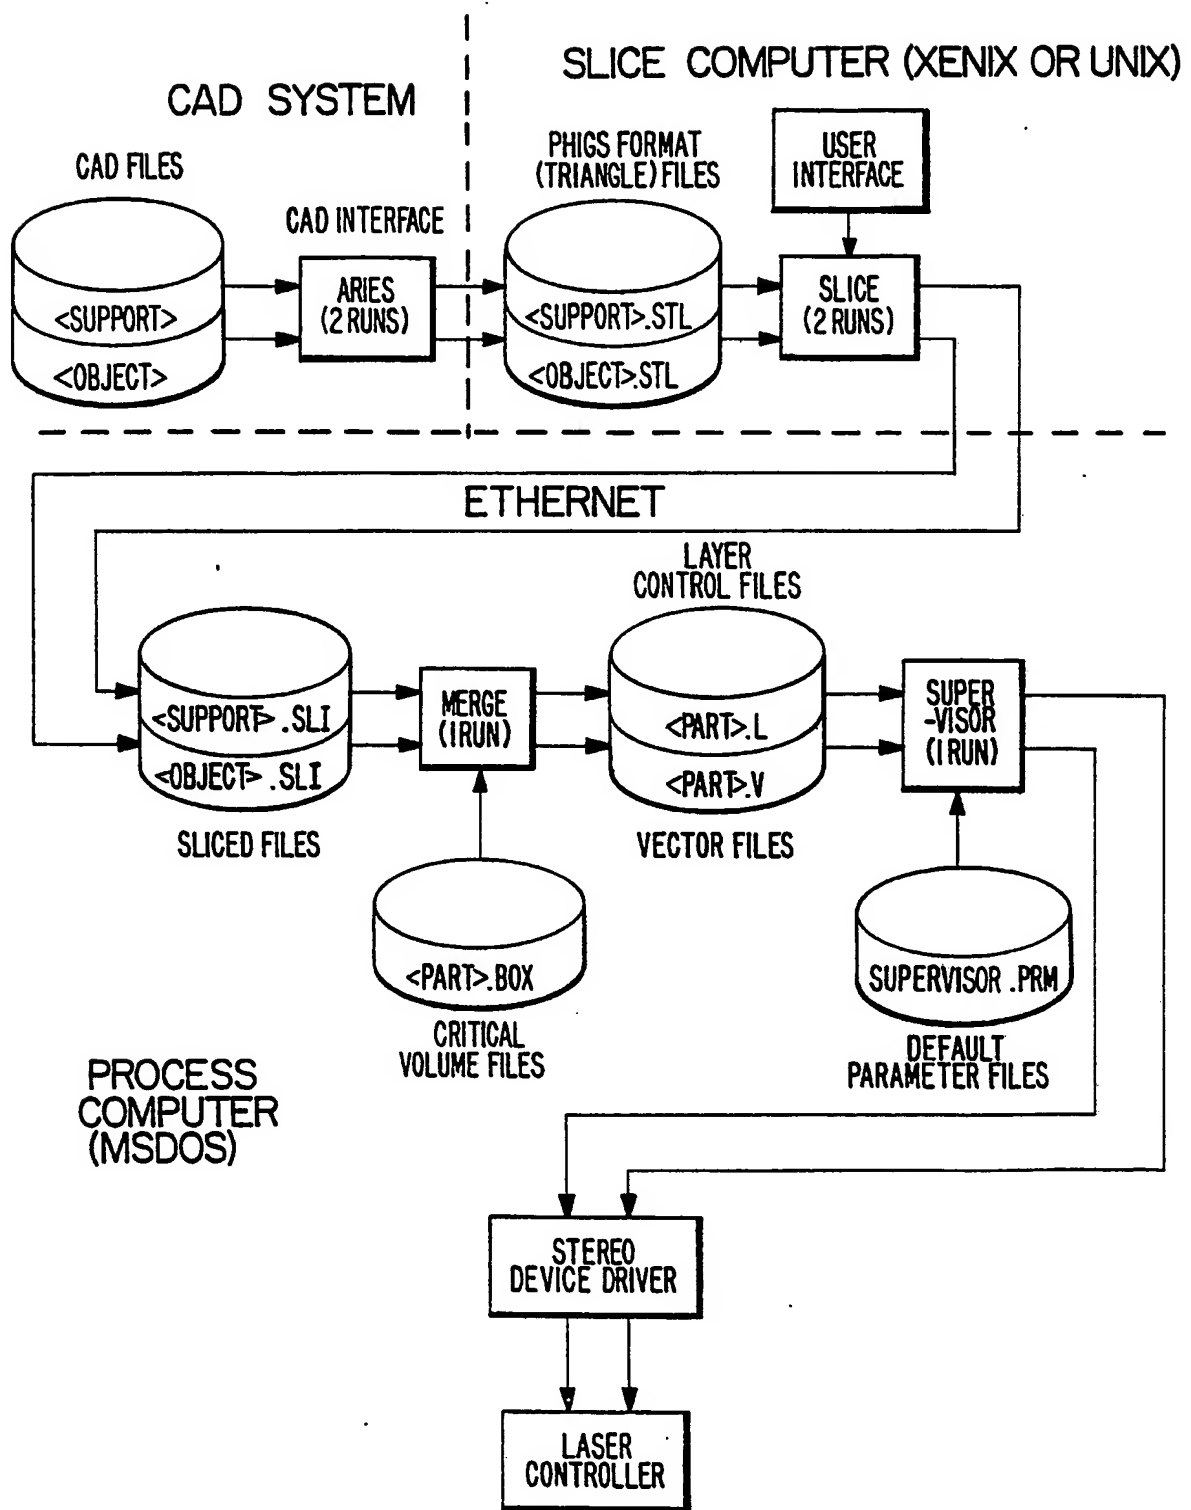 SLICE COMPUTER (XENIX OR UNIX)
CAD SYSTEM
CAD FILES
PHIGS FORMAT
(TRIANGLE) FILES
USER
INTERFACE
CAD INTERFACE
<SUPPORT>
<OBJECT>
ARIES
(2 RUNS)
<SUPPORT>.STL
<OBJECT>.STL
SLICE
(2 RUNS)
ETHERNET
LAYER
CONTROL FILES
<SUPPORT>.SLI
<OBJECT>.SLI
SLICED FILES
MERGE
(1 RUN)
<PART>.L
<PART>.V
VECTOR FILES
SUPER
-VISOR
(1 RUN)
<PART>.BOX
CRITICAL
VOLUME FILES
SUPERVISOR .PRM
DEFAULT
PARAMETER FILES
PROCESS
COMPUTER
(MSDOS)
STEREO
DEVICE DRIVER
LASER
CONTROLLER